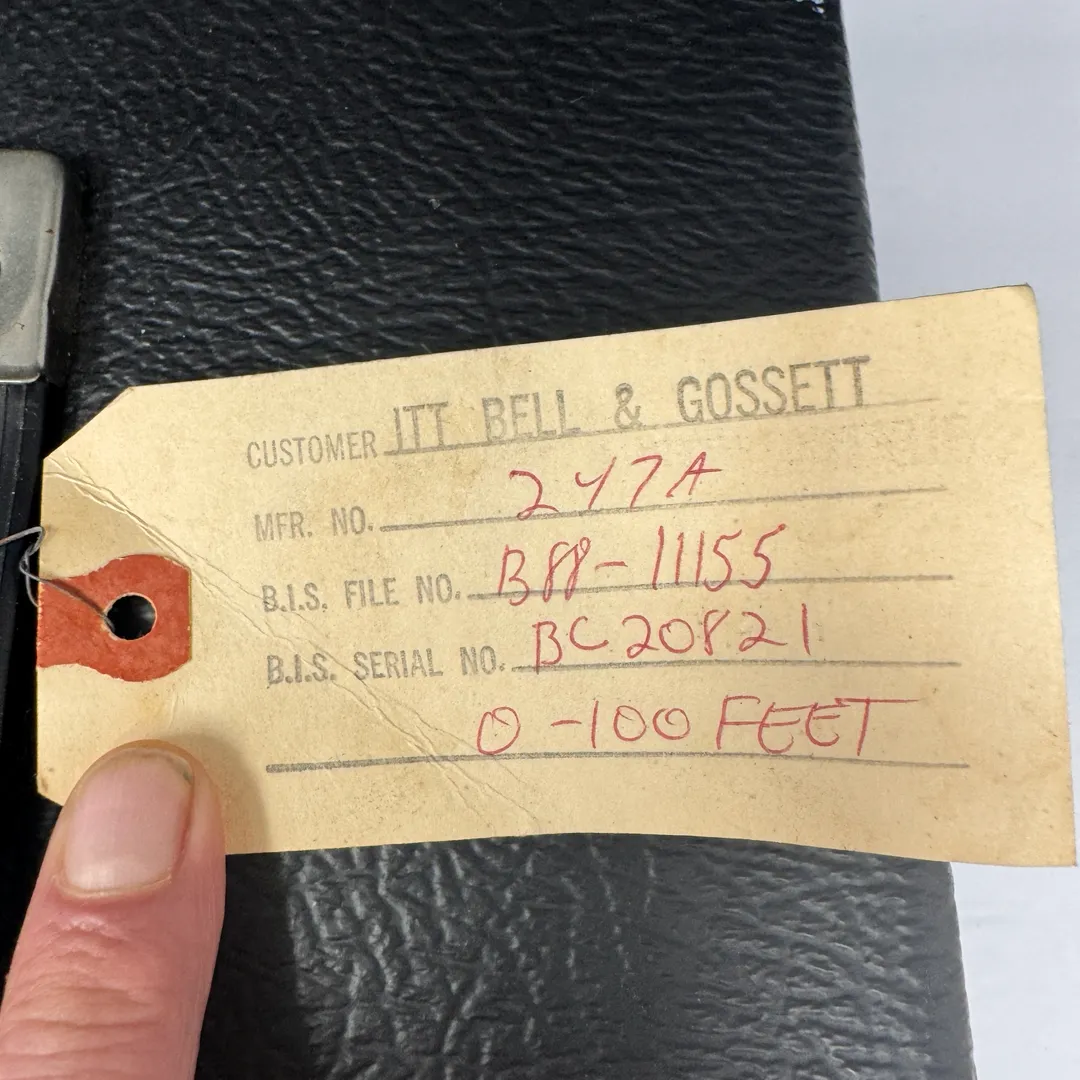 CUSTOMER ITT BELL & GOSSETT
MFR. NO. 247A
B.I.S. FILE NO. B88-11155
B.I.S. SERIAL NO. BC20821
0-100 FEET